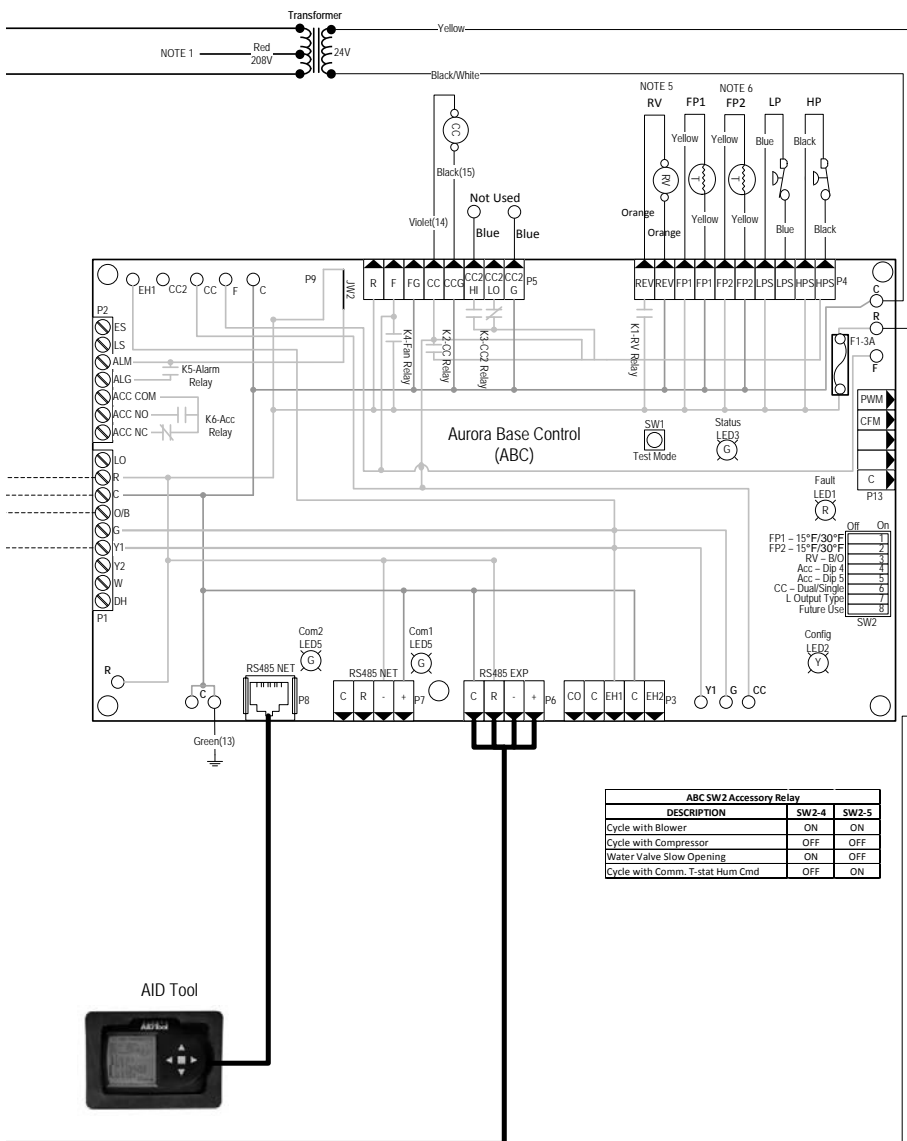 Transformer
Yellow
NOTE 1
Red
208V
24V
Black/White
NOTE 5
NOTE 6
RV
FP1
FP2
LP
HP
CC
Yellow
Yellow
Blue
Black
Black(15)
RV
T
T
Not Used
Violet(14)
Blue
Blue
Orange
Orange
Yellow
Yellow
Blue
Black
EH1
CC2
CC
F
C
P9
JW2
R
F
FG
CC
CCG
CC2 HI
CC2 LO
CC2 G
P5
REV
REV
FP1
FP1
FP2
FP2
LPS
LPS
HPS
HPS
P4
C
R
F1-3A
F
P2
ES
LS
ALM
ALG
ACC COM
ACC NO
ACC NC
K5-Alarm
Relay
K6-Acc
Relay
K4-Fan Relay
K2-CC Relay
K3-CC2 Relay
K1-RV Relay
Aurora Base Control
(ABC)
SW1
Test Mode
Status
LED3
G
PWM
CFM
C
P13
LO
R
C
O/B
G
Y1
Y2
W
DH
P1
Fault
LED1
R
Off
On
FP1 – 15°F/30°F
1
FP2 – 15°F/30°F
2
RV – B/O
3
Acc – Dip 4
4
Acc – Dip 5
5
CC – Dual/Single
6
L Output Type
7
Future Use
8
SW2
Config
LED2
Y
R
C
Com2
LED5
G
Com1
LED5
G
RS485 NET
P8
RS485 NET
C
R
-
+
P7
RS485 EXP
C
R
-
+
P6
CO
C
EH1
C
EH2
P3
Y1
G
CC
Green(13)
ABC SW2 Accessory Relay
DESCRIPTION
SW2-4
SW2-5
Cycle with Blower
ON
ON
Cycle with Compressor
OFF
OFF
Water Valve Slow Opening
ON
OFF
Cycle with Comm. T-stat Hum Cmd
OFF
ON
AID Tool
AID Tool